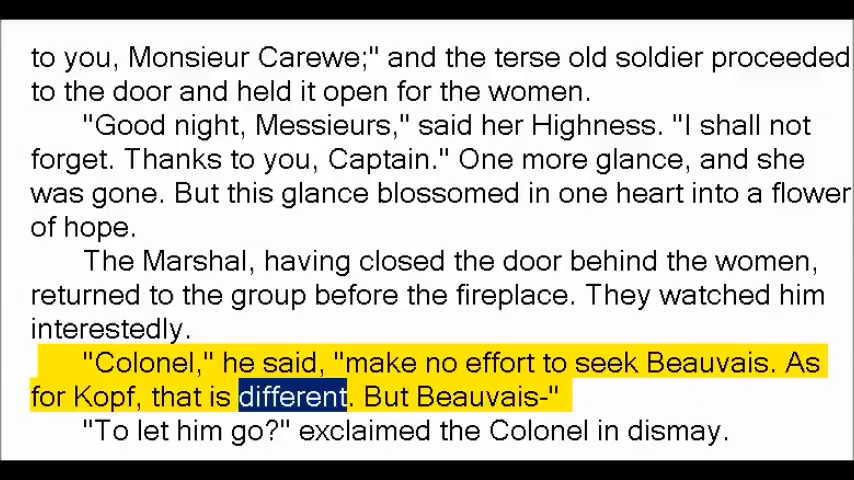 to you, Monsieur Carewe;" and the terse old soldier proceeded
to the door and held it open for the women.
"Good night, Messieurs," said her Highness. "I shall not
forget. Thanks to you, Captain." One more glance, and she
was gone. But this glance blossomed in one heart into a flower
of hope.
The Marshal, having closed the door behind the women,
returned to the group before the fireplace. They watched him
interestedly.
"Colonel," he said, "make no effort to seek Beauvais. As
for Kopf, that is different. But Beauvais-"
"To let him go?" exclaimed the Colonel in dismay.